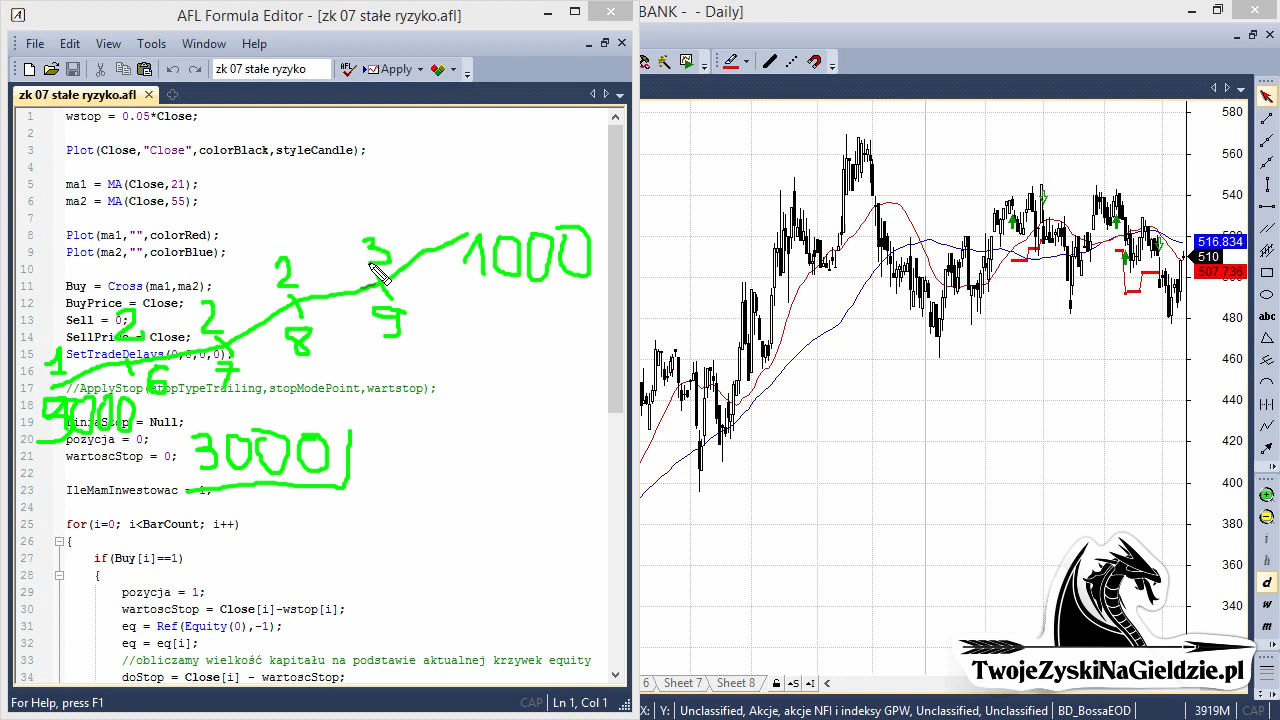 AFL Formula Editor - [zk 07 stałe ryzyko.afl]
BANK - - Daily]
File Edit View Tools Window Help
zk 07 stałe ryzyko
Apply
zk 07 stałe ryzyko.afl
1 wstop = 0.05*Close;
2
3 Plot(Close,"Close",colorBlack,styleCandle);
4
5 ma1 = MA(Close,21);
6 ma2 = MA(Close,55);
7
8 Plot(ma1,"",colorRed);
9 Plot(ma2,"",colorBlue);
10
11 Buy = Cross(ma1,ma2);
12 BuyPrice = Close;
13 Sell = 0;
14 SellPrice = Close;
15 SetTradeDelays(0,0,0,0);
16
17 //ApplyStop(stopTypeTrailing,stopModePoint,wartstop);
18
19 liniaStop = Null;
20 pozycja = 0;
21 wartoscStop = 0;
22
23 IleMamInwestowac = 1;
24
25 for(i=0; i<BarCount; i++)
26 {
27 if(Buy[i]==1)
28 {
29 pozycja = 1;
30 wartoscStop = Close[i]-wstop[i];
31 eq = Ref(Equity(0),-1);
32 eq = eq[i];
33 //obliczamy wielkość kapitału na podstawie aktualnej krzywek equity
34 doStop = Close[i] - wartoscStop;
1 2 2 2 3 1000
6 7 8 9
3000
For Help, press F1
CAP
Ln 1, Col 1
abc
i
h
d
w
m
580
560
540
516.834
510
507.736
460
440
420
400
380
360
340
TwojeZyskiNaGieldzie.pl
6 Sheet 7 Sheet 8
X: Y: Unclassified, Akcje, akcje NFI i indeksy GPW, Unclassified, Unclassified
BD_BossaEOD
CAP
3919M